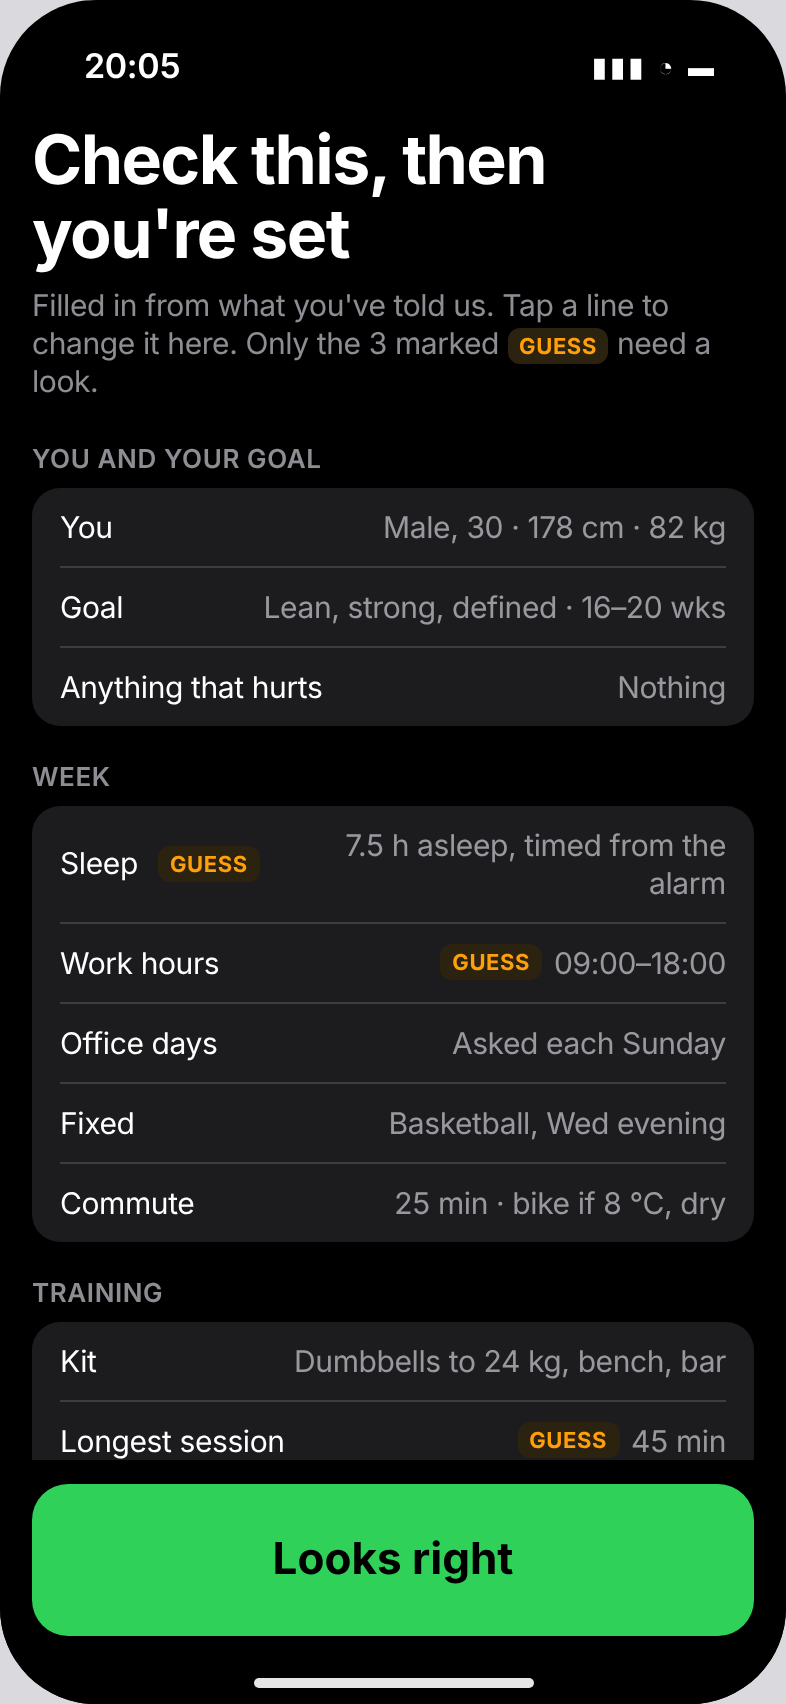 20:05
Check this, then
you're set
Filled in from what you've told us. Tap a line to
change it here. Only the 3 marked GUESS need a
look.
YOU AND YOUR GOAL
You Male, 30 · 178 cm · 82 kg
Goal Lean, strong, defined · 16–20 wks
Anything that hurts Nothing
WEEK
Sleep GUESS 7.5 h asleep, timed from the
alarm
Work hours GUESS 09:00–18:00
Office days Asked each Sunday
Fixed Basketball, Wed evening
Commute 25 min · bike if 8 °C, dry
TRAINING
Kit Dumbbells to 24 kg, bench, bar
Longest session GUESS 45 min
Looks right